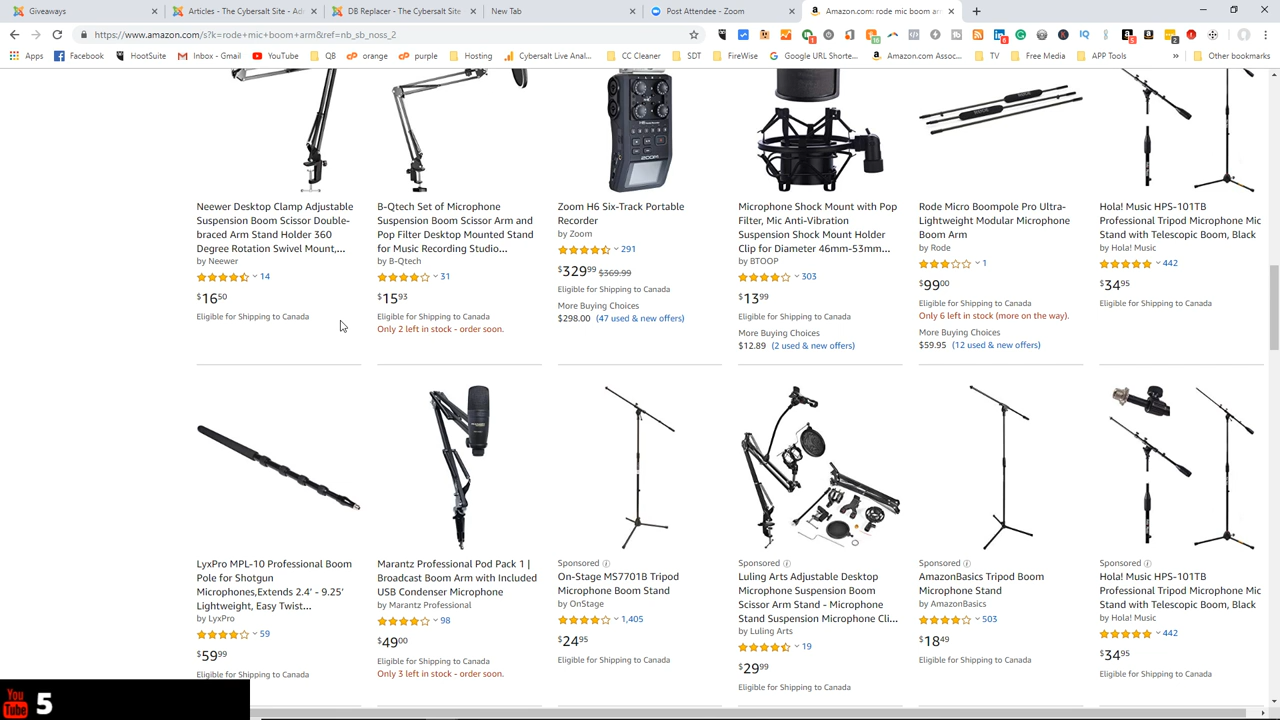 Giveaways
Articles - The Cybersalt Site - Ad
DB Replacer - The Cybersalt Site
New Tab
Post Attendee - Zoom
Amazon.com: rode mic boom arm
https://www.amazon.com/s?k=rode+mic+boom+arm&ref=nb_sb_noss_2
Apps Facebook HootSuite Inbox - Gmail YouTube QB orange purple Hosting Cybersalt Live Anal... CC Cleaner SDT FireWise Google URL Shorte... Amazon.com Assoc... TV Free Media APP Tools » Other bookmarks
ZOOM
Neewer Desktop Clamp Adjustable
Suspension Boom Scissor Double-
braced Arm Stand Holder 360
Degree Rotation Swivel Mount,...
by Neewer
14
$16 50
Eligible for Shipping to Canada
B-Qtech Set of Microphone
Suspension Boom Scissor Arm and
Pop Filter Desktop Mounted Stand
for Music Recording Studio...
by B-Qtech
31
$15 93
Eligible for Shipping to Canada
Only 2 left in stock - order soon.
Zoom H6 Six-Track Portable
Recorder
by Zoom
291
$329 99 $369.99
Eligible for Shipping to Canada
More Buying Choices
$298.00 (47 used & new offers)
Microphone Shock Mount with Pop
Filter, Mic Anti-Vibration
Suspension Shock Mount Holder
Clip for Diameter 46mm-53mm...
by BTOOP
303
$13 99
Eligible for Shipping to Canada
More Buying Choices
$12.89 (2 used & new offers)
Rode Micro Boompole Pro Ultra-
Lightweight Modular Microphone
Boom Arm
by Rode
1
$99 00
Eligible for Shipping to Canada
Only 6 left in stock (more on the way).
More Buying Choices
$59.95 (12 used & new offers)
Hola! Music HPS-101TB
Professional Tripod Microphone Mic
Stand with Telescopic Boom, Black
by Hola! Music
442
$34 95
Eligible for Shipping to Canada
LyxPro MPL-10 Professional Boom
Pole for Shotgun
Microphones,Extends 2.4' - 9.25'
Lightweight, Easy Twist...
by LyxPro
59
$59 99
Eligible for Shipping to Canada
Marantz Professional Pod Pack 1 |
Broadcast Boom Arm with Included
USB Condenser Microphone
by Marantz Professional
98
$49 00
Eligible for Shipping to Canada
Only 3 left in stock - order soon.
Sponsored
On-Stage MS7701B Tripod
Microphone Boom Stand
by OnStage
1,405
$24 95
Eligible for Shipping to Canada
Sponsored
Luling Arts Adjustable Desktop
Microphone Suspension Boom
Scissor Arm Stand - Microphone
Stand Suspension Microphone Cli...
by Luling Arts
19
$29 99
Eligible for Shipping to Canada
Sponsored
AmazonBasics Tripod Boom
Microphone Stand
by AmazonBasics
503
$18 49
Eligible for Shipping to Canada
Sponsored
Hola! Music HPS-101TB
Professional Tripod Microphone Mic
Stand with Telescopic Boom, Black
by Hola! Music
442
$34 95
Eligible for Shipping to Canada
You
Tube
5